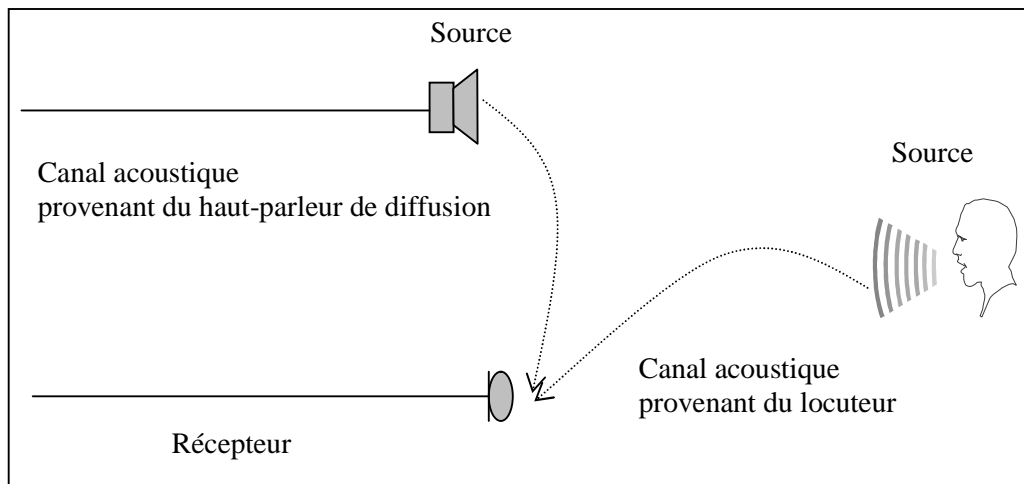 Source
Canal acoustique
provenant du haut-parleur de diffusion
Source
Canal acoustique
provenant du locuteur
Récepteur